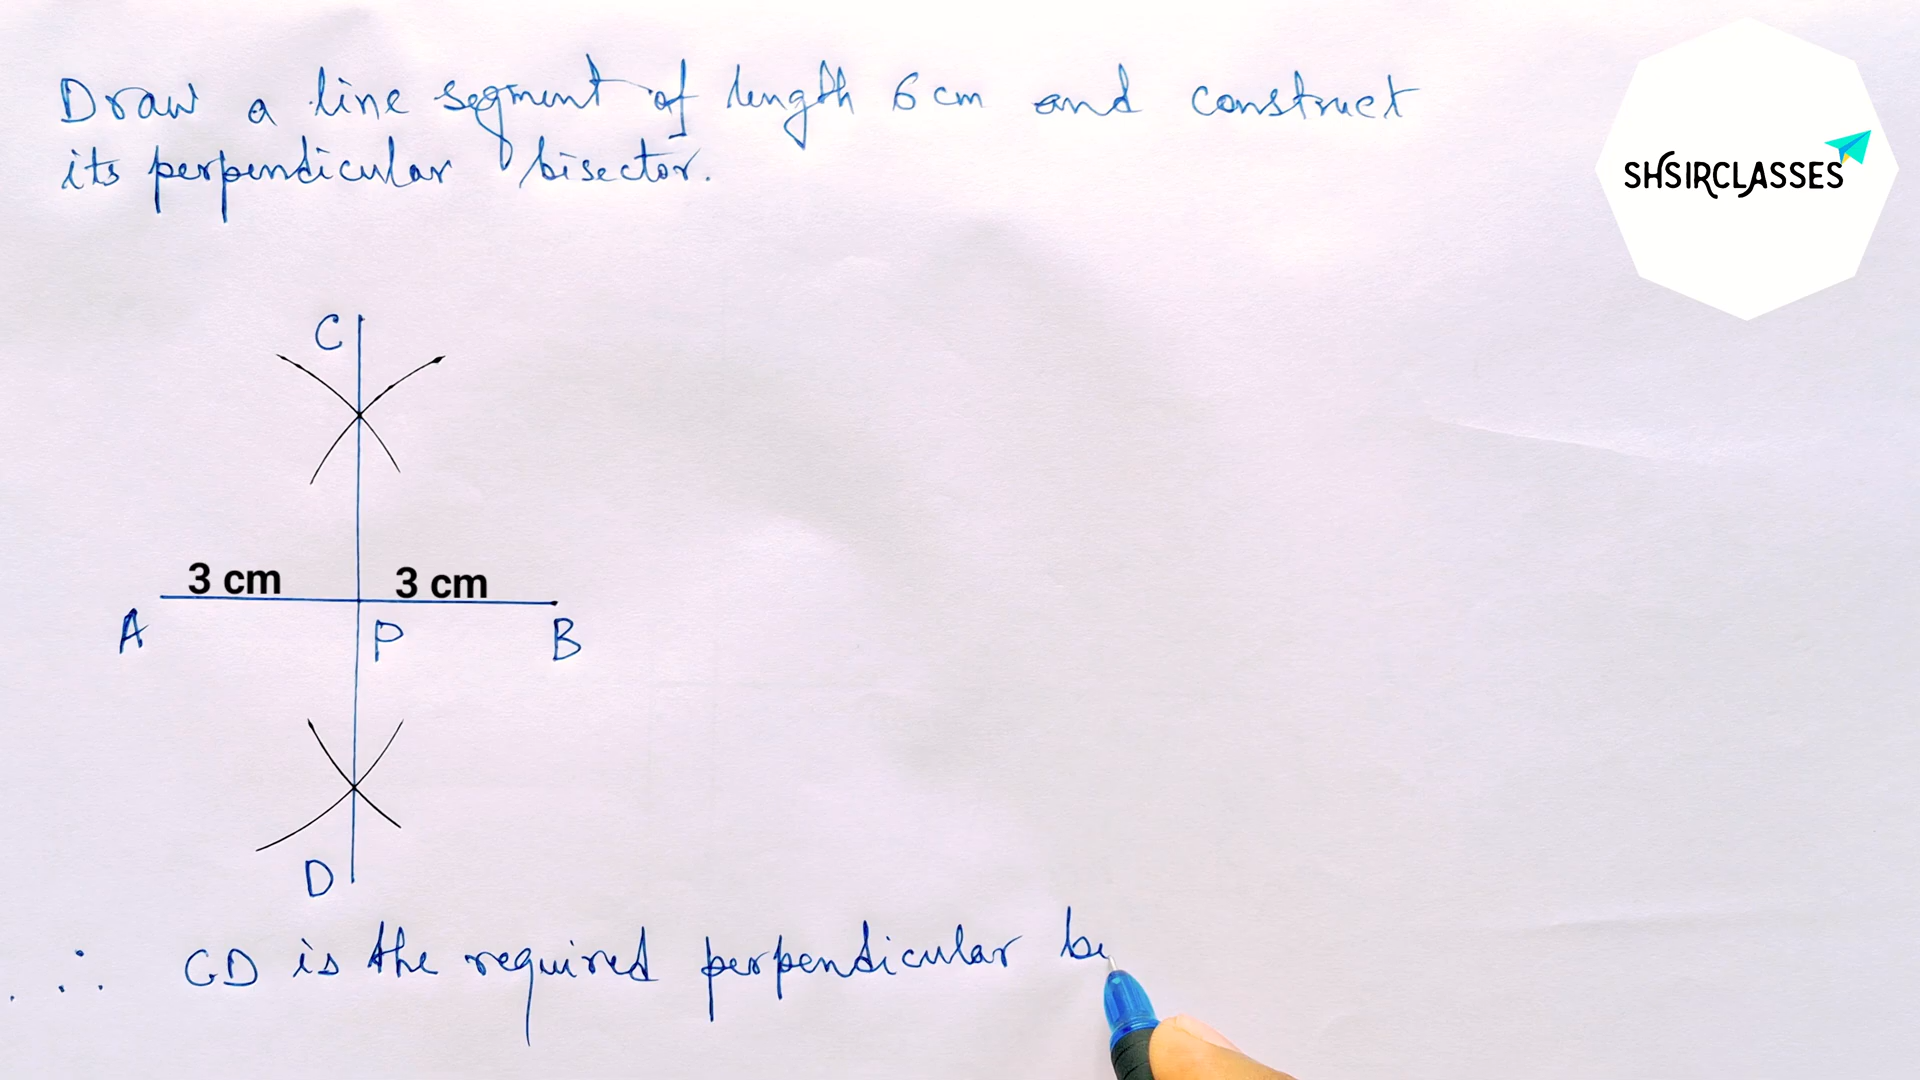 Draw a line segment of length 6 cm and construct
its perpendicular bisector.
SHSIRCLASSES
C
3 cm 3 cm
A P B
D
∴ CD is the required perpendicular bi